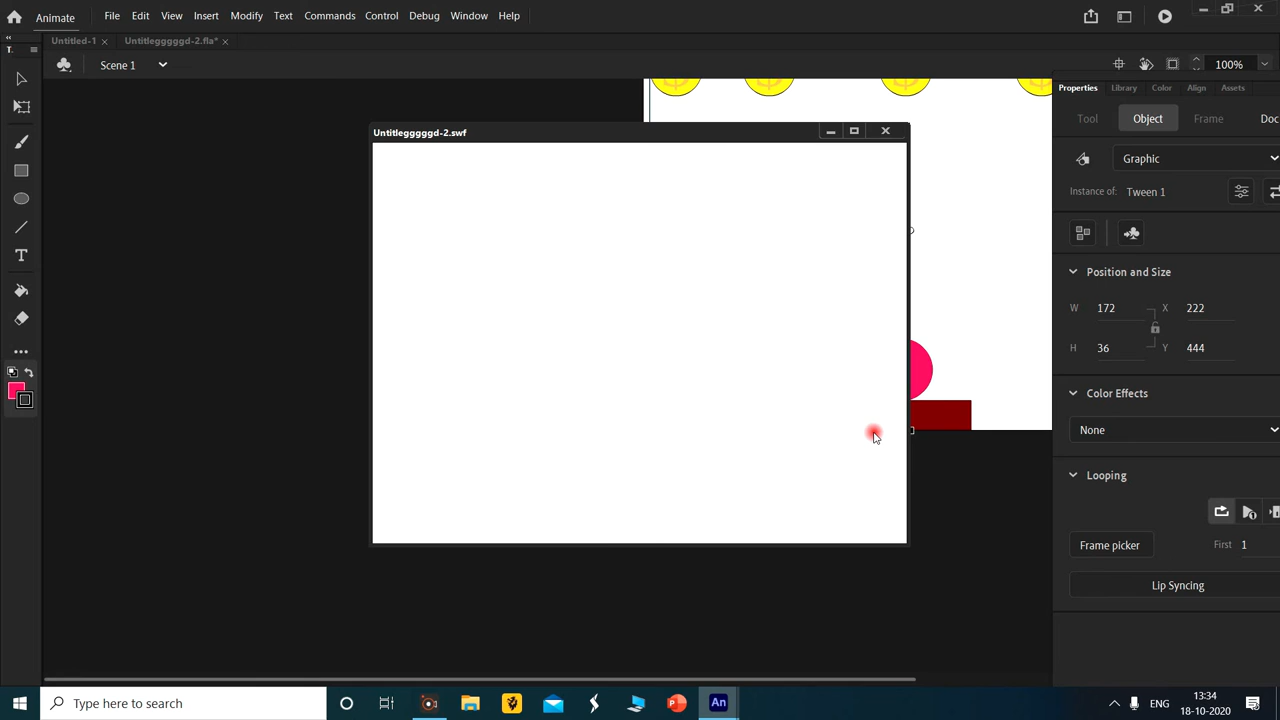 Animate File Edit View Insert Modify Text Commands Control Debug Window Help
Untitled-1 × Untitlegggggd-2.fla* ×
Scene 1 100%
Properties Library Color Align Assets
Tool Object Frame Doc
Untitlegggggd-2.swf
Graphic
Instance of: Tween 1
Position and Size
W 172 X 222
H 36 Y 444
Color Effects
None
Looping
Frame picker First 1
Lip Syncing
Type here to search An ENG 13:34
18-10-2020